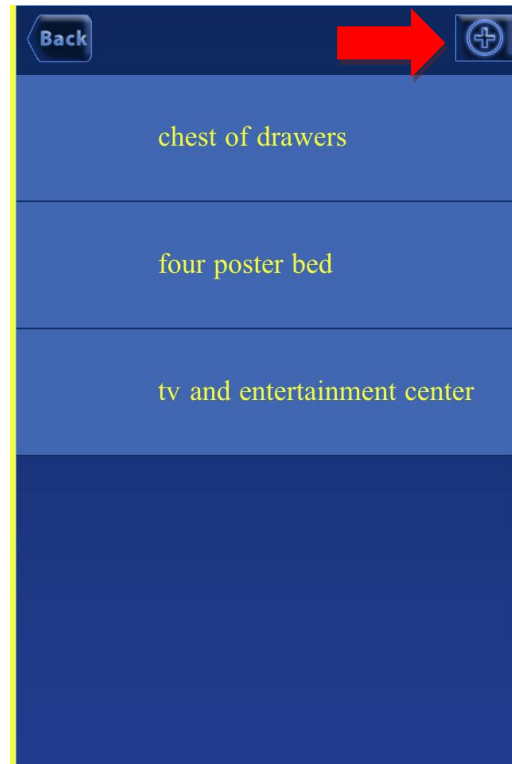 Back
chest of drawers
four poster bed
tv and entertainment center